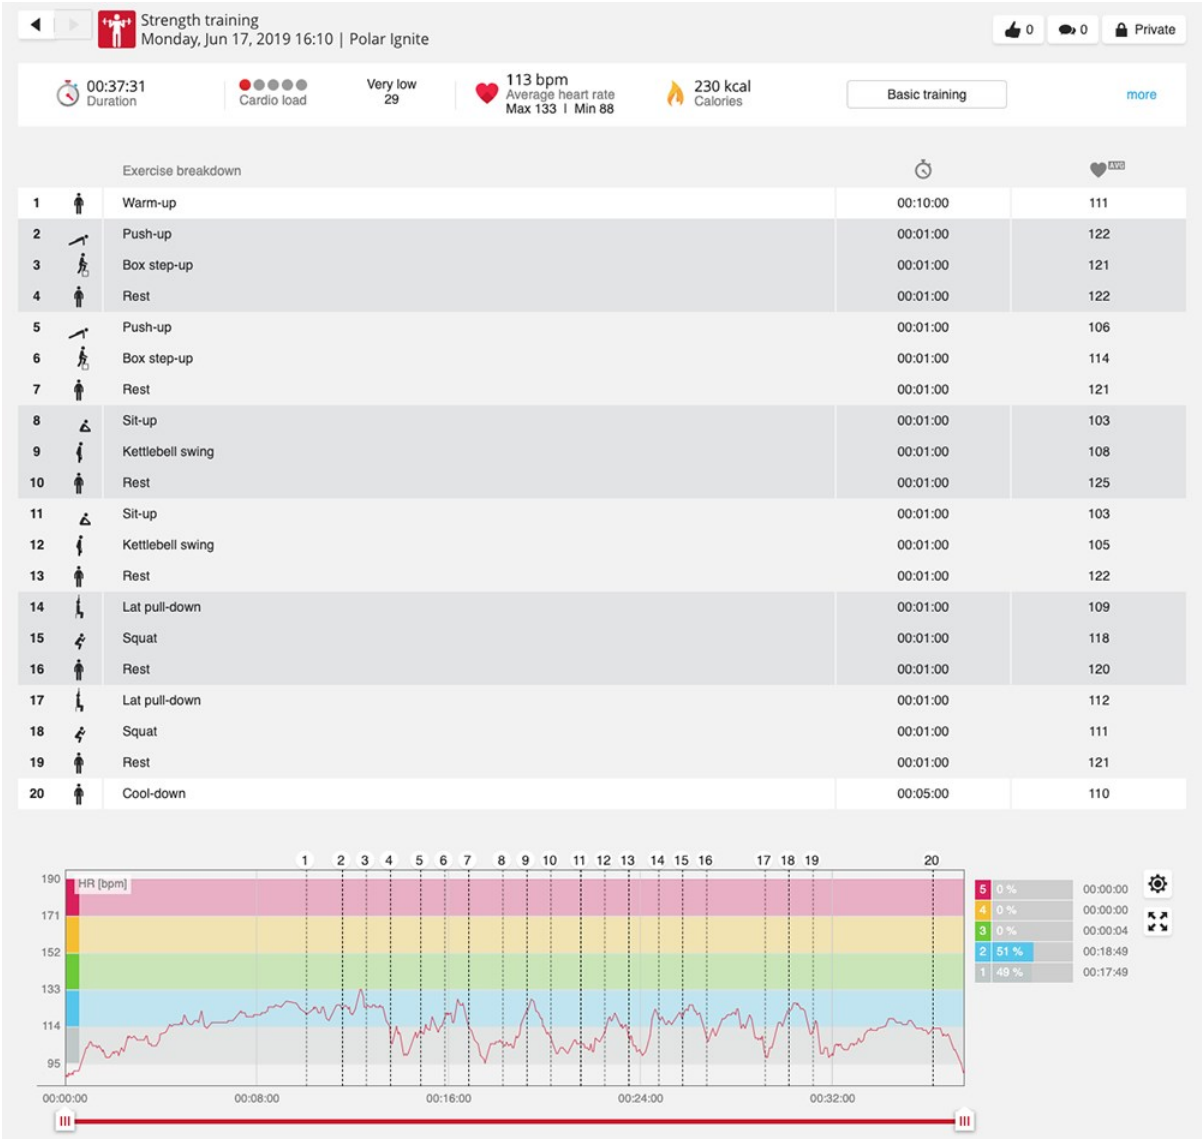 Strength training
Monday, Jun 17, 2019 16:10 | Polar Ignite
0
0
Private
00:37:31
Duration
Cardio load
Very low
29
113 bpm
Average heart rate
Max 133 | Min 88
230 kcal
Calories
Basic training
more
Exercise breakdown
AVG
1 Warm-up 00:10:00 111
2 Push-up 00:01:00 122
3 Box step-up 00:01:00 121
4 Rest 00:01:00 122
5 Push-up 00:01:00 106
6 Box step-up 00:01:00 114
7 Rest 00:01:00 121
8 Sit-up 00:01:00 103
9 Kettlebell swing 00:01:00 108
10 Rest 00:01:00 125
11 Sit-up 00:01:00 103
12 Kettlebell swing 00:01:00 105
13 Rest 00:01:00 122
14 Lat pull-down 00:01:00 109
15 Squat 00:01:00 118
16 Rest 00:01:00 120
17 Lat pull-down 00:01:00 112
18 Squat 00:01:00 111
19 Rest 00:01:00 121
20 Cool-down 00:05:00 110
1 2 3 4 5 6 7 8 9 10 11 12 13 14 15 16 17 18 19 20
HR [bpm]
190
171
152
133
114
95
00:00:00 00:08:00 00:16:00 00:24:00 00:32:00
5 0 % 00:00:00
4 0 % 00:00:00
3 0 % 00:00:04
2 51 % 00:18:49
1 49 % 00:17:49